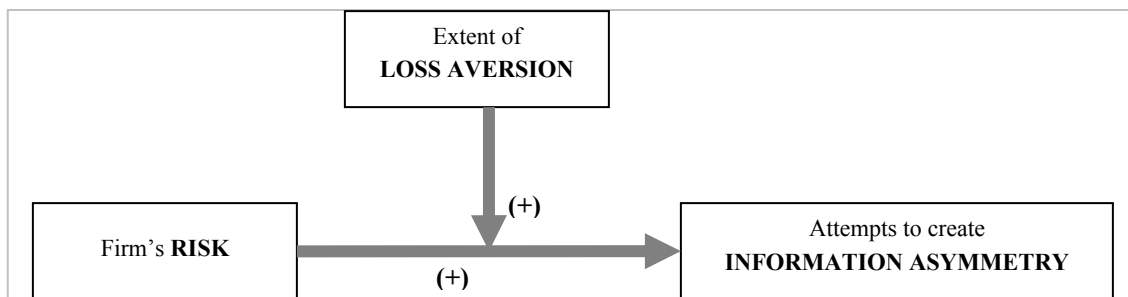 Extent of
LOSS AVERSION
(+)
Firm's RISK
(+)
Attempts to create
INFORMATION ASYMMETRY